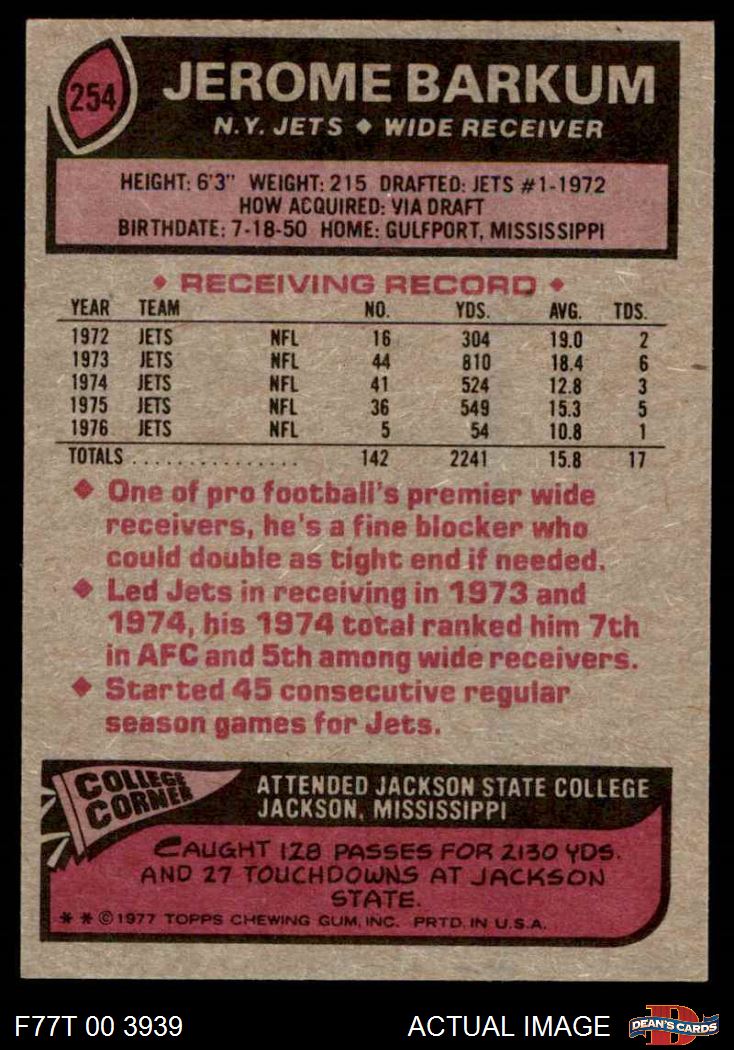 254
JEROME BARKUM
N.Y. JETS ♦ WIDE RECEIVER
HEIGHT: 6'3" WEIGHT: 215 DRAFTED: JETS #1-1972
HOW ACQUIRED: VIA DRAFT
BIRTHDATE: 7-18-50 HOME: GULFPORT, MISSISSIPPI
♦ RECEIVING RECORD ♦
YEAR TEAM NO. YDS. AVG. TDS.
1972 JETS NFL 16 304 19.0 2
1973 JETS NFL 44 810 18.4 6
1974 JETS NFL 41 524 12.8 3
1975 JETS NFL 36 549 15.3 5
1976 JETS NFL 5 54 10.8 1
TOTALS ................ 142 2241 15.8 17
♦ One of pro football's premier wide
receivers, he's a fine blocker who
could double as tight end if needed.
♦ Led Jets in receiving in 1973 and
1974, his 1974 total ranked him 7th
in AFC and 5th among wide receivers.
♦ Started 45 consecutive regular
season games for Jets.
COLLEGE
CORNER
ATTENDED JACKSON STATE COLLEGE
JACKSON, MISSISSIPPI
CAUGHT 128 PASSES FOR 2130 YDS.
AND 27 TOUCHDOWNS AT JACKSON
STATE.
* * © 1977 TOPPS CHEWING GUM, INC. PRTD. IN U.S.A.
F77T 00 3939
ACTUAL IMAGE
D
DEAN'S CARDS